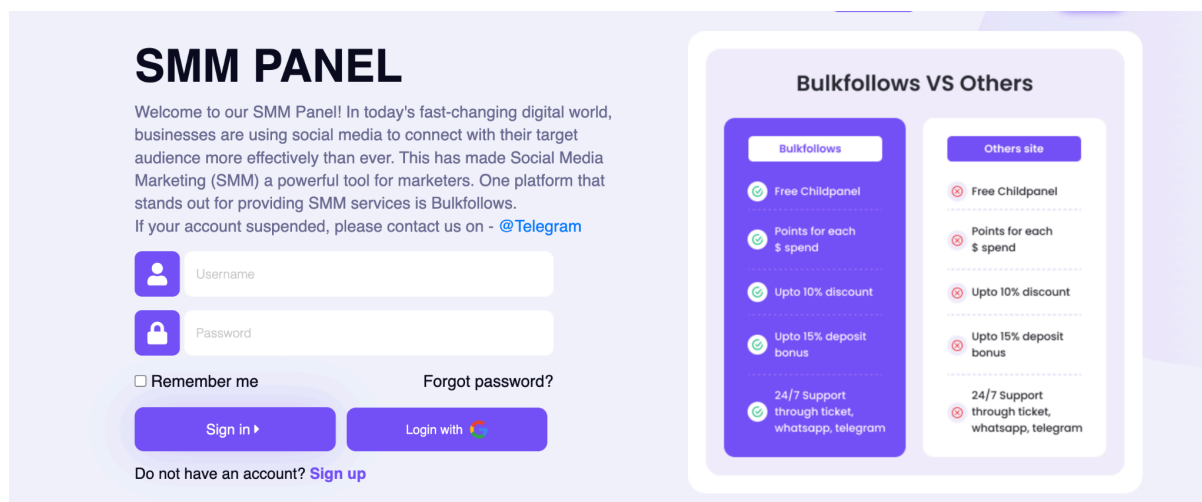 SMM PANEL
Welcome to our SMM Panel! In today's fast-changing digital world,
businesses are using social media to connect with their target
audience more effectively than ever. This has made Social Media
Marketing (SMM) a powerful tool for marketers. One platform that
stands out for providing SMM services is Bulkfollows.
If your account suspended, please contact us on - @Telegram
Username
Password
Remember me
Forgot password?
Sign in
Login with
Do not have an account? Sign up
Bulkfollows VS Others
Bulkfollows
Free Childpanel
Points for each
$ spend
Upto 10% discount
Upto 15% deposit
bonus
24/7 Support
through ticket,
whatsapp, telegram
Others site
Free Childpanel
Points for each
$ spend
Upto 10% discount
Upto 15% deposit
bonus
24/7 Support
through ticket,
whatsapp, telegram